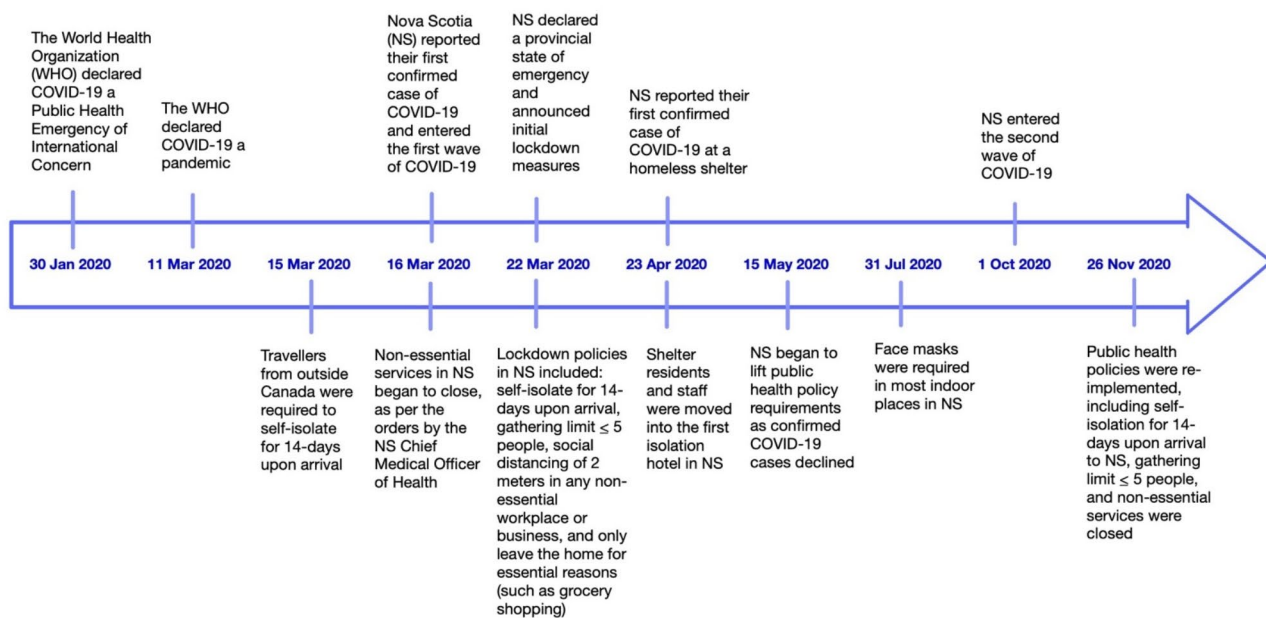 The World Health
Organization
(WHO) declared
COVID-19 a
Public Health
Emergency of
International
Concern
The WHO
declared
COVID-19 a
pandemic
Nova Scotia
(NS) reported
their first
confirmed
case of
COVID-19
and entered
the first wave
of COVID-19
NS declared
a provincial
state of
emergency
and
announced
initial
lockdown
measures
NS reported their
first confirmed
case of
COVID-19 at a
homeless shelter
NS entered
the second
wave of
COVID-19
30 Jan 2020
11 Mar 2020
15 Mar 2020
16 Mar 2020
22 Mar 2020
23 Apr 2020
15 May 2020
31 Jul 2020
1 Oct 2020
26 Nov 2020
Travellers
from outside
Canada were
required to
self-isolate
for 14-days
upon arrival
Non-essential
services in NS
began to close,
as per the
orders by the
NS Chief
Medical Officer
of Health
Lockdown policies
in NS included:
self-isolate for 14-
days upon arrival,
gathering limit ≤ 5
people, social
distancing of 2
meters in any non-
essential
workplace or
business, and only
leave the home for
essential reasons
(such as grocery
shopping)
Shelter
residents
and staff
were moved
into the first
isolation
hotel in NS
NS began to
lift public
health policy
requirements
as confirmed
COVID-19
cases declined
Face masks
were required
in most indoor
places in NS
Public health
policies were re-
implemented,
including self-
isolation for 14-
days upon arrival
to NS, gathering
limit ≤ 5 people,
and non-essential
services were
closed